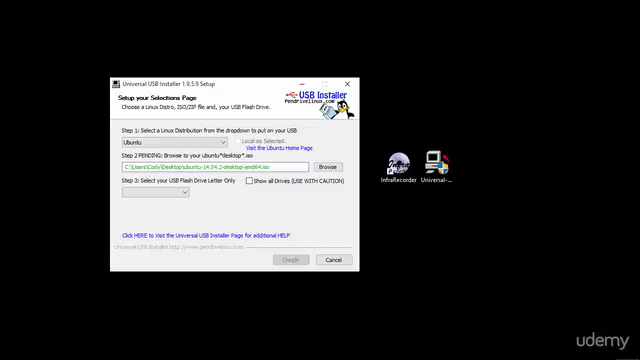 Universal USB Installer 1.9.5.9 Setup
Setup your Selections Page
Choose a Linux Distro, ISO/ZIP file and, your USB Flash Drive.
USB Installer
Pendrivelinux.com
Step 1: Select a Linux Distribution from the dropdown to put on your USB
Ubuntu
Local iso Selected.
Visit the Ubuntu Home Page
Step 2 PENDING: Browse to your ubuntu*desktop*.iso
C:\Users\Cody\Desktop\ubuntu-14.04.2-desktop-amd64.iso
Browse
Step 3: Select your USB Flash Drive Letter Only
Show all Drives (USE WITH CAUTION)
Click HERE to Visit the Universal USB Installer Page for additional HELP
Universal USB Installer http://www.pendrivelinux.com
Create
Cancel
InfraRecorder
Universal-...
udemy